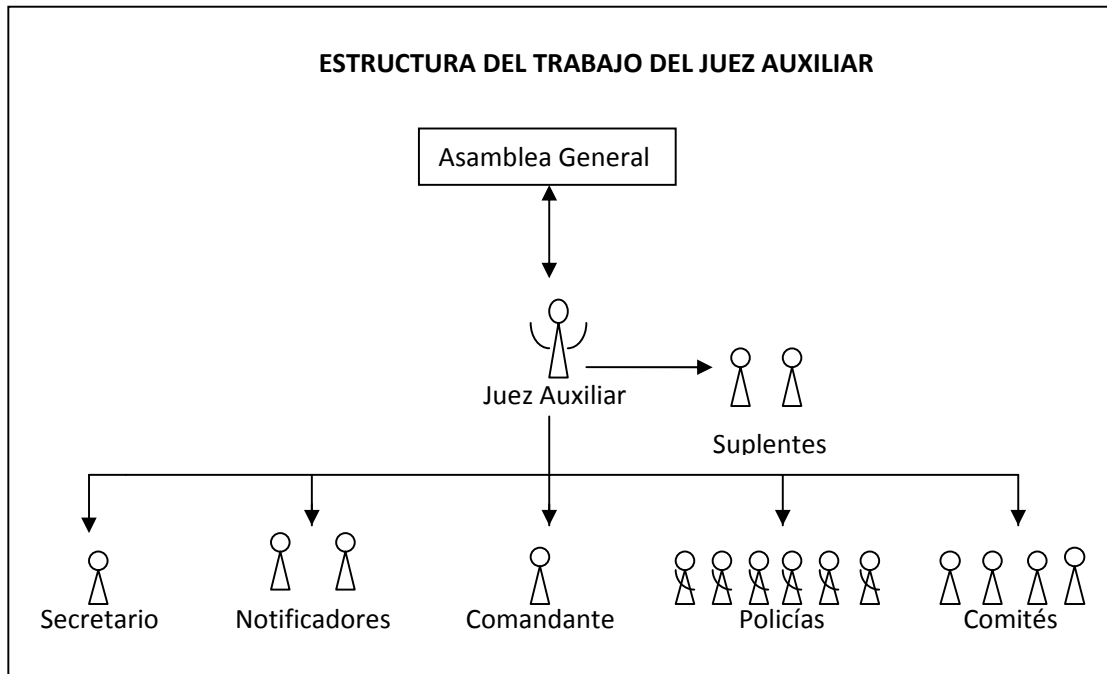 ESTRUCTURA DEL TRABAJO DEL JUEZ AUXILIAR
Asamblea General
Juez Auxiliar
Suplentes
Secretario
Notificadores
Comandante
Policías
Comités